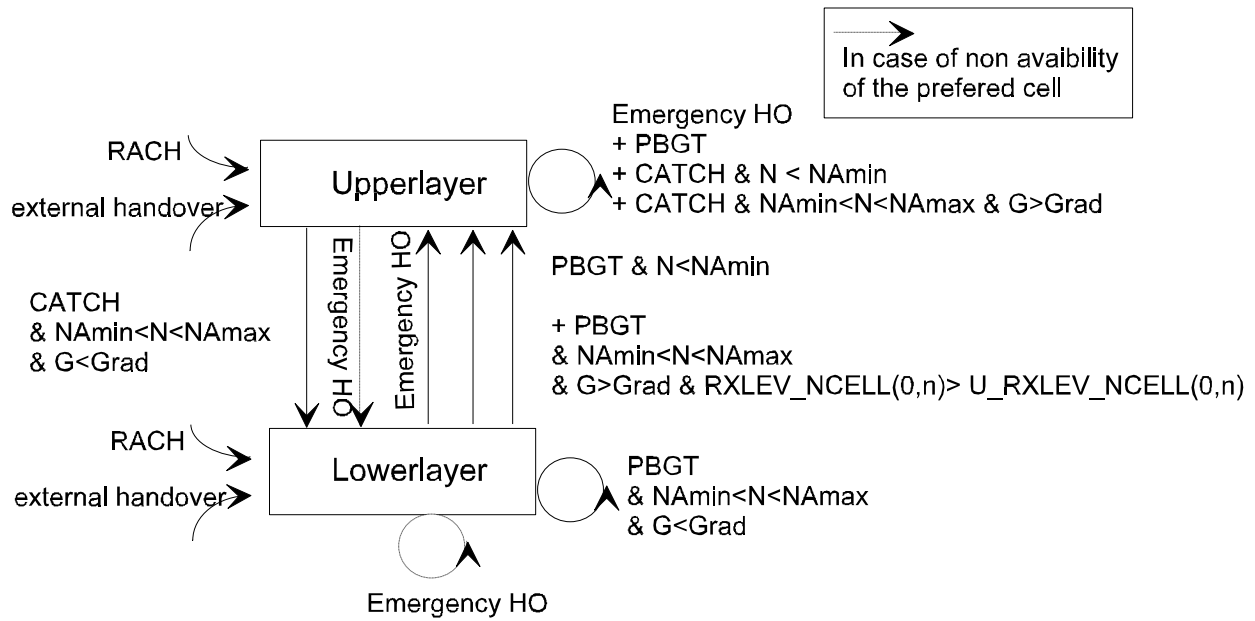 In case of non avaibility
of the prefered cell
Emergency HO
+ PBGT
+ CATCH & N < NAmin
+ CATCH & NAmin<N<NAmax & G>Grad
RACH
external handover
Upperlayer
CATCH
& NAmin<N<NAmax
& G<Grad
Emergency HO
Emergency HO
PBGT & N<NAmin
+ PBGT
& NAmin<N<NAmax
& G>Grad & RXLEV_NCELL(0,n)> U_RXLEV_NCELL(0,n)
RACH
external handover
Lowerlayer
PBGT
& NAmin<N<NAmax
& G<Grad
Emergency HO